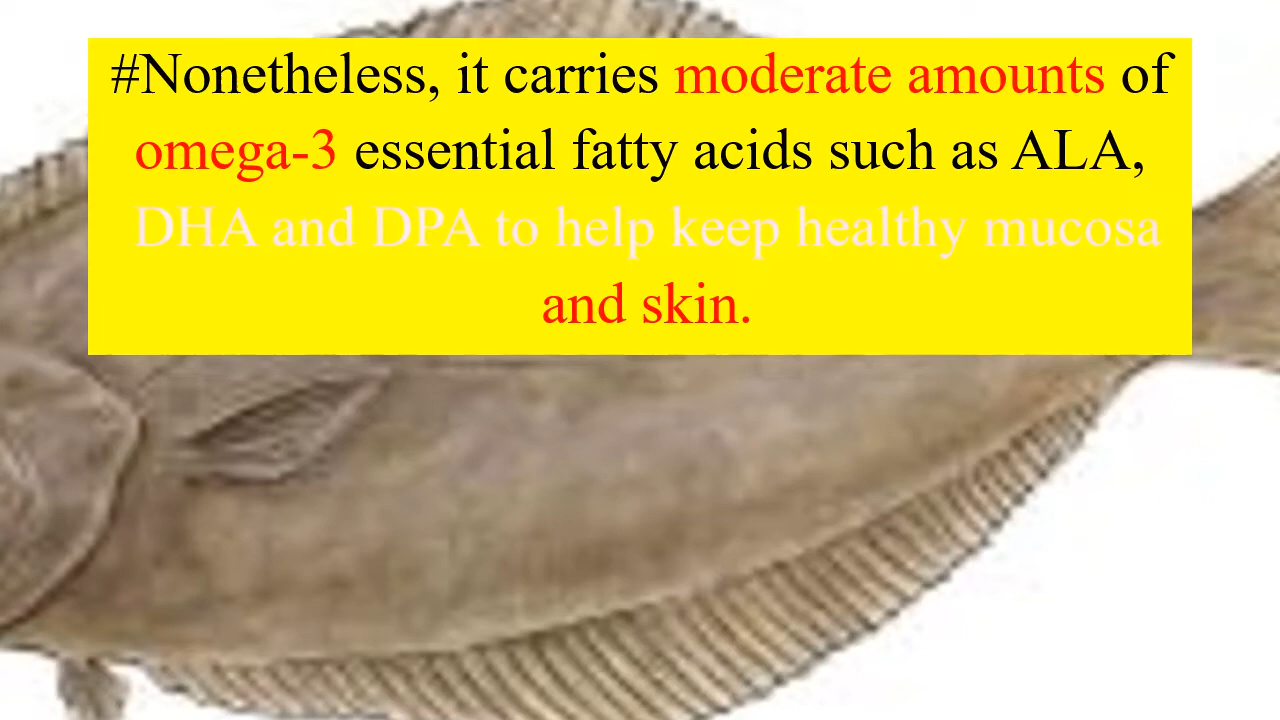 #Nonetheless, it carries moderate amounts of
omega-3 essential fatty acids such as ALA,
DHA and DPA to help keep healthy mucosa
and skin.